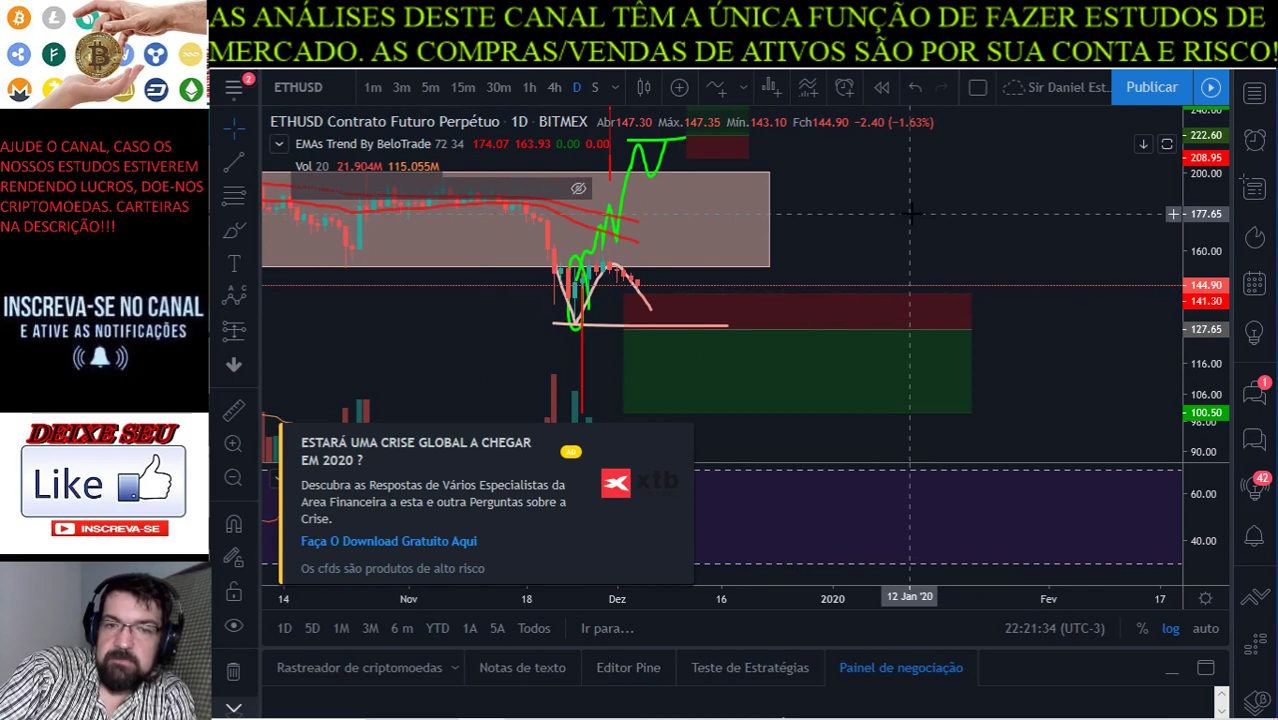 AS ANÁLISES DESTE CANAL TÊM A ÚNICA FUNÇÃO DE FAZER ESTUDOS DE
MERCADO. AS COMPRAS/VENDAS DE ATIVOS SÃO POR SUA CONTA E RISCO!
AJUDE O CANAL, CASO OS
NOSSOS ESTUDOS ESTIVEREM
RENDENDO LUCROS, DOE-NOS
CRIPTOMOEDAS. CARTEIRAS
NA DESCRIÇÃO!!!
INSCREVA-SE NO CANAL
E ATIVE AS NOTIFICAÇÕES
DEIXE SEU
Like
INSCREVA-SE
2
ETHUSD
1m 3m 5m 15m 30m 1h 4h D S
Sir Daniel Est...
Publicar
ETHUSD Contrato Futuro Perpétuo 1D BITMEX Abr147.30 Máx.147.35 Mín.143.10 Fch144.90 −2.40 (−1.63%)
EMAs Trend By BeloTrade 72 34 174.07 163.93 0.00 0.00
Vol 20 21.904M 115.055M
240.00
222.60
208.95
200.00
177.65
160.00
144.90
141.30
127.65
116.00
106.00
100.50
98.00
90.00
60.00
40.00
ESTARÁ UMA CRISE GLOBAL A CHEGAR
EM 2020 ?
AD
Descubra as Respostas de Vários Especialistas da
Area Financeira a esta e outra Perguntas sobre a
Crise.
Faça O Download Gratuito Aqui
Os cfds são produtos de alto risco
xtb
14 Nov 18 Dez 16 2020 12 Jan '20 Fev 17
1D 5D 1M 3M 6 m YTD 1A 5A Todos Ir para...
22:21:34 (UTC-3) % log auto
Rastreador de criptomoedas Notas de texto Editor Pine Teste de Estratégias Painel de negociação
1
42